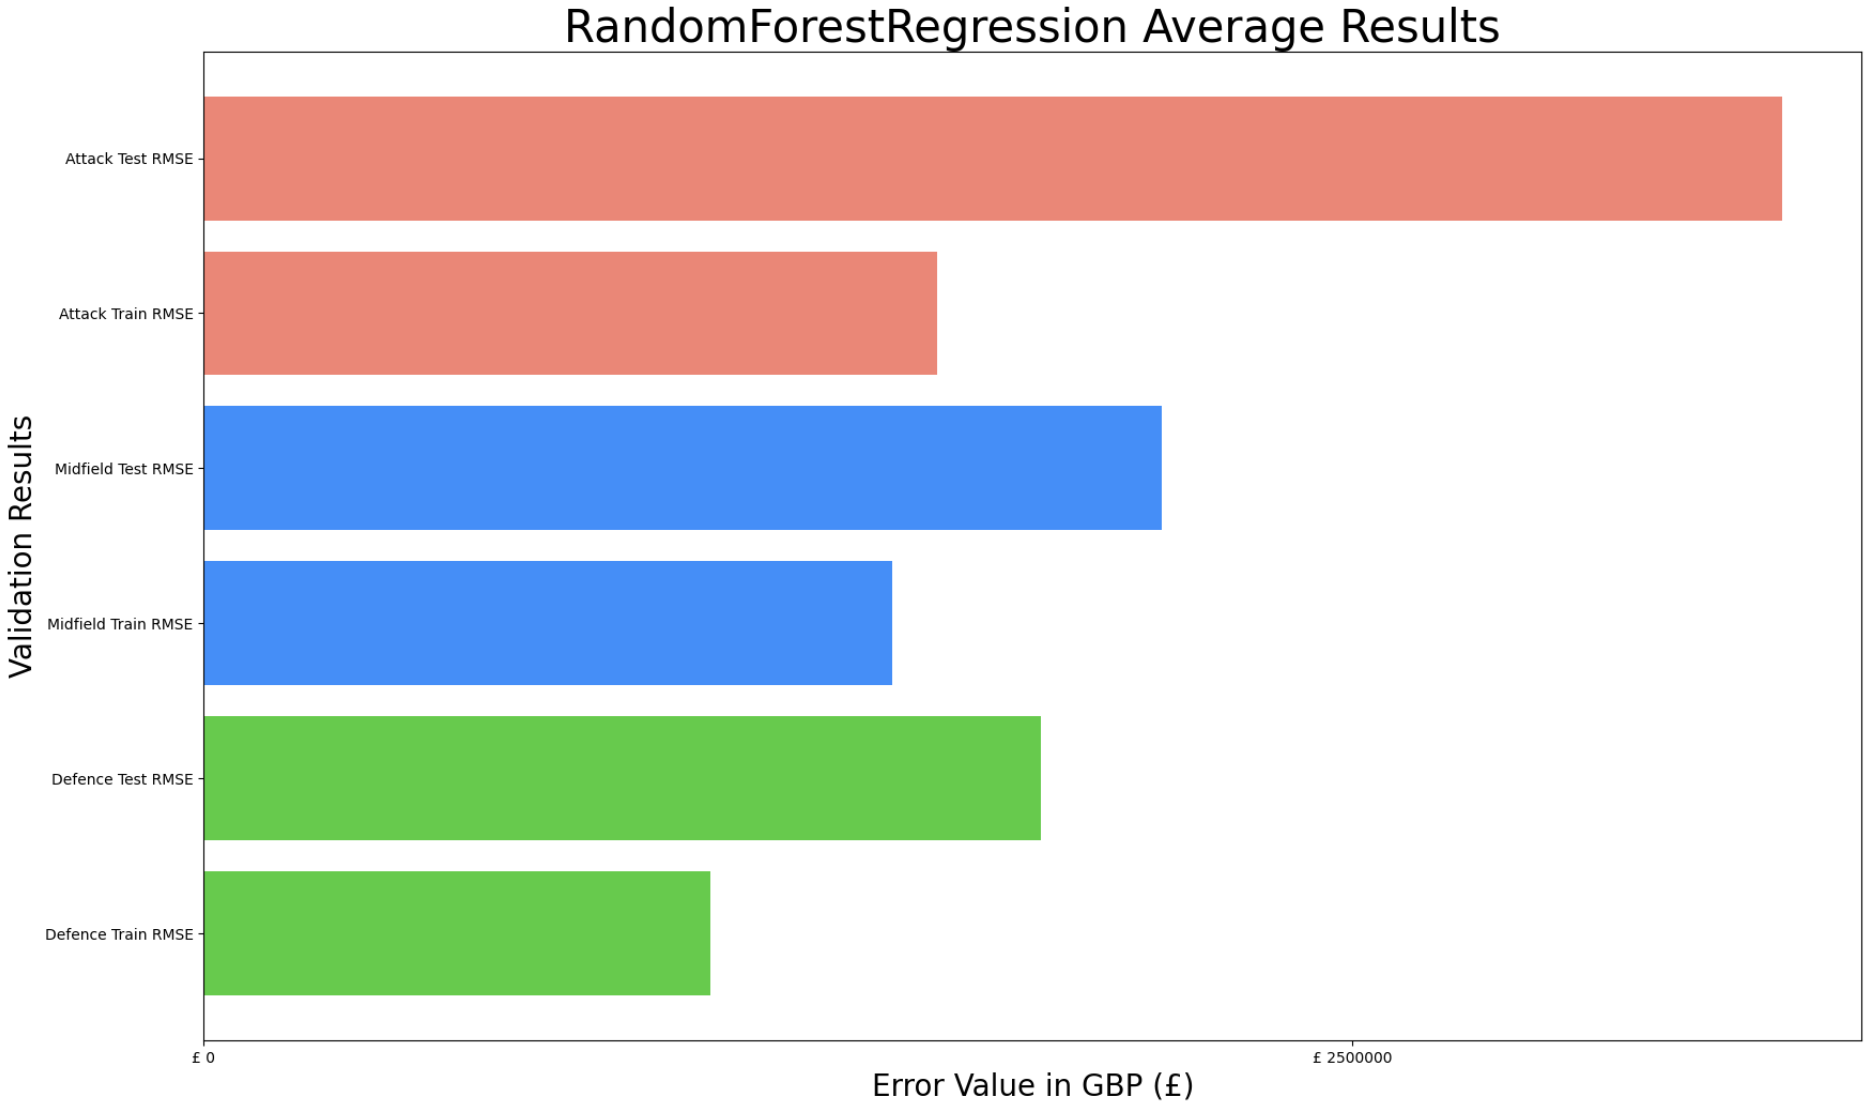 RandomForestRegression Average Results
Attack Test RMSE
Attack Train RMSE
Midfield Test RMSE
Midfield Train RMSE
Defence Test RMSE
Defence Train RMSE
Validation Results
£ 0
£ 2500000
Error Value in GBP (£)